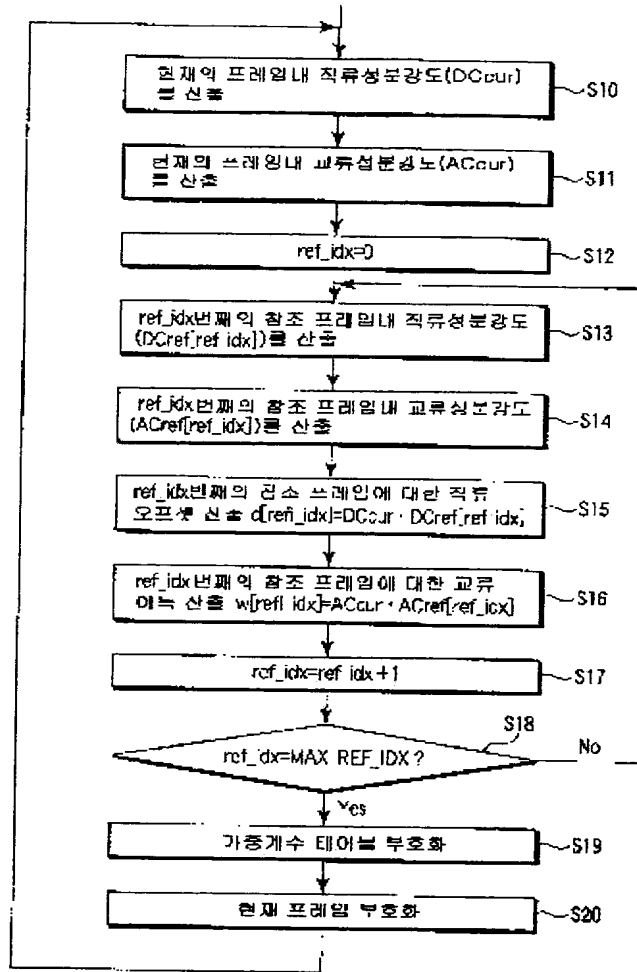 현재의 프레임내 직류성분강도(DCcur)
를 산출
S10
현재의 프레임내 교류성분강도(ACcur)
를 산출
S11
ref_idx=0
S12
ref_idx번째의 참조 프레임내 직류성분강도
(DCref[ref_idx])를 산출
S13
ref_idx번째의 참조 프레임내 교류성분강도
(ACref[ref_idx])를 산출
S14
ref_idx번째의 참조 프레임에 대한 직류
오프셋 산출 d[ref_idx]=DCcur - DCref[ref_idx]
S15
ref_idx번째의 참조 프레임에 대한 교류
산출 w[ref_idx]=ACcur ACref[ref_idx]
S16
ref_idx=ref_idx+1
S17
S18
ref_idx=MAX_REF_IDX ?
No
Yes
가중계수 테이블 부호화
S19
현재 프레임 부호화
S20